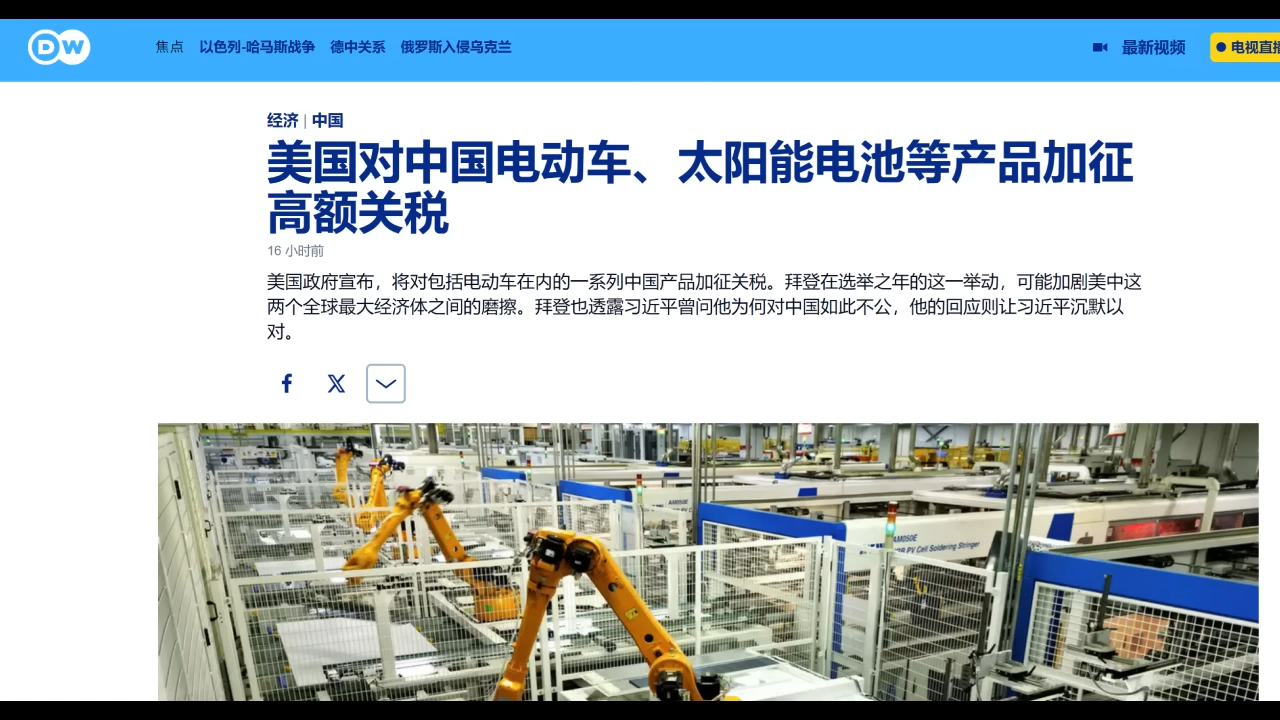 DW
焦点 以色列-哈马斯战争 德中关系 俄罗斯入侵乌克兰 最新视频 电视直播
经济 | 中国
美国对中国电动车、太阳能电池等产品加征
高额关税
16 小时前
美国政府宣布，将对包括电动车在内的一系列中国产品加征关税。拜登在选举之年的这一举动，可能加剧美中这
两个全球最大经济体之间的磨擦。拜登也透露习近平曾问他为何对中国如此不公，他的回应则让习近平沉默以
对。
AM050E
AM050E
PV Cell Soldering Stringer